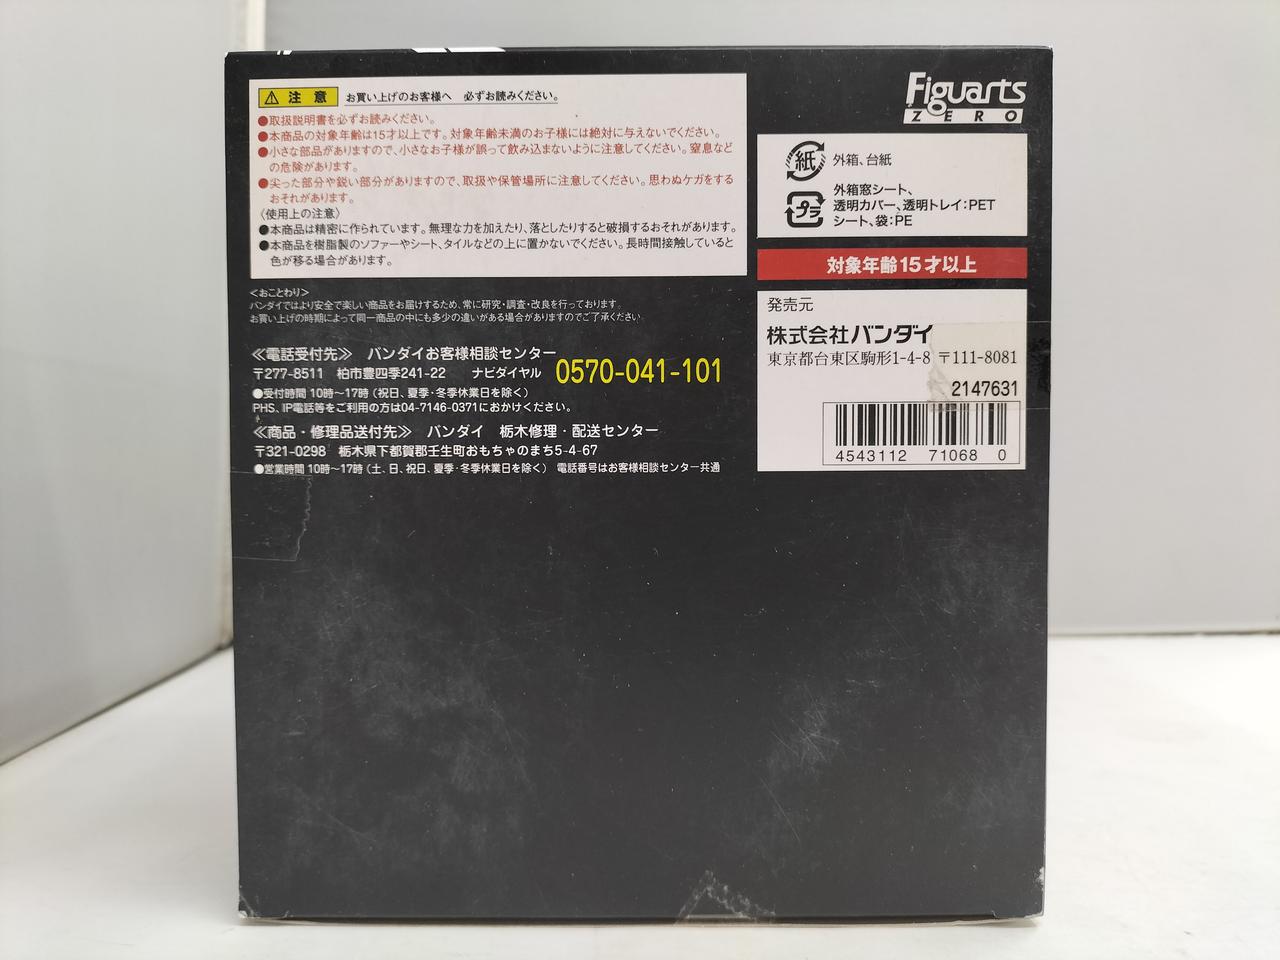 注意 お買い上げのお客様へ 必ずお読みください。
●取扱説明書を必ずお読みください。
●本商品の対象年齢は15才以上です。対象年齢未満のお子様には絶対に与えないでください。
●小さな部品がありますので、小さなお子様が誤って飲み込まないように注意してください。窒息など
の危険があります。
●尖った部分や鋭い部分がありますので、取扱や保管場所に注意してください。思わぬケガをする
おそれがあります。
〈使用上の注意〉
●本商品は精密に作られています。無理な力を加えたり、落としたりすると破損するおそれがあります。
●本商品を樹脂製のソファーやシート、タイルなどの上に置かないでください。長時間接触していると
色が移る場合があります。
＜おことわり＞
バンダイではより安全で楽しい商品をお届けするため、常に研究・調査・改良を行っております。
お買い上げの時期によって同一商品の中にも多少の違いがある場合がありますのでご了承ください。
≪電話受付先≫ バンダイお客様相談センター
〒277-8511 柏市豊四季241-22 ナビダイヤル 0570-041-101
●受付時間 10時〜17時(祝日、夏季・冬季休業日を除く)
PHS、IP電話等をご利用の方は04-7146-0371におかけください。
≪商品・修理品送付先≫ バンダイ 栃木修理・配送センター
〒321-0298 栃木県下都賀郡壬生町おもちゃのまち5-4-67
●営業時間 10時〜17時(土、日、祝日、夏季・冬季休業日を除く) 電話番号はお客様相談センター共通
Figuarts
ZERO
紙 外箱、台紙
プラ 外箱窓シート、
透明カバー、透明トレイ:PET
シート、袋:PE
対象年齢15才以上
発売元
株式会社バンダイ
東京都台東区駒形1-4-8 〒111-8081
2147631
4543112 71068 0